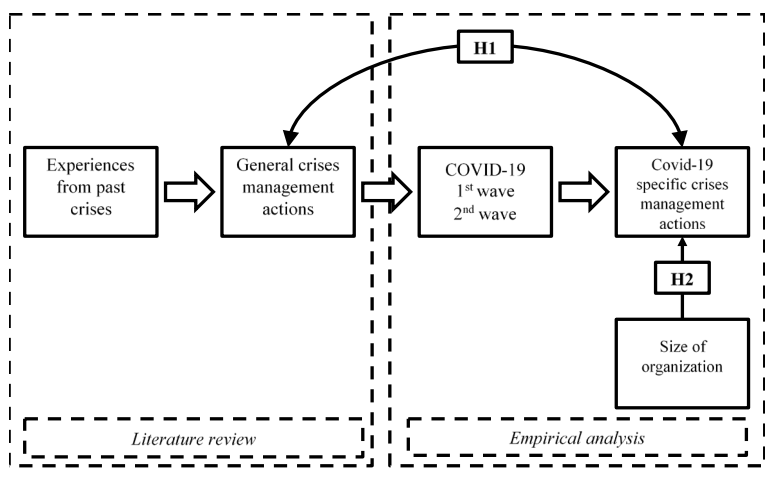 H1
Experiences
from past
crises
General crises
management
actions
COVID-19
1st wave
2nd wave
Covid-19
specific crises
management
actions
H2
Size of
organization
Literature review
Empirical analysis